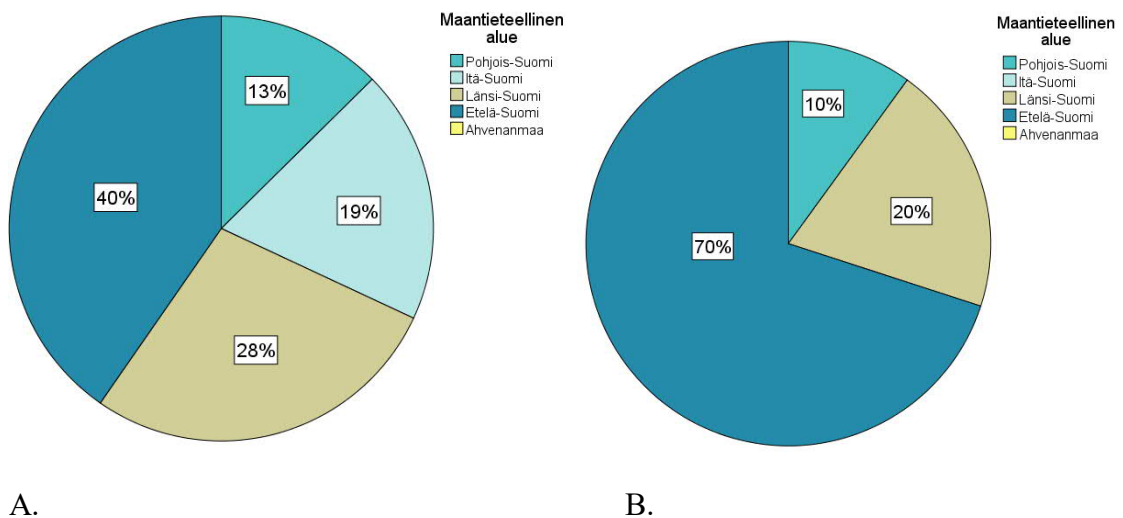 Maantieteellinen
alue
Pohjois-Suomi
Itä-Suomi
Länsi-Suomi
Etelä-Suomi
Ahvenanmaa
13%
19%
28%
40%
A.
Maantieteellinen
alue
Pohjois-Suomi
Itä-Suomi
Länsi-Suomi
Etelä-Suomi
Ahvenanmaa
10%
20%
70%
B.